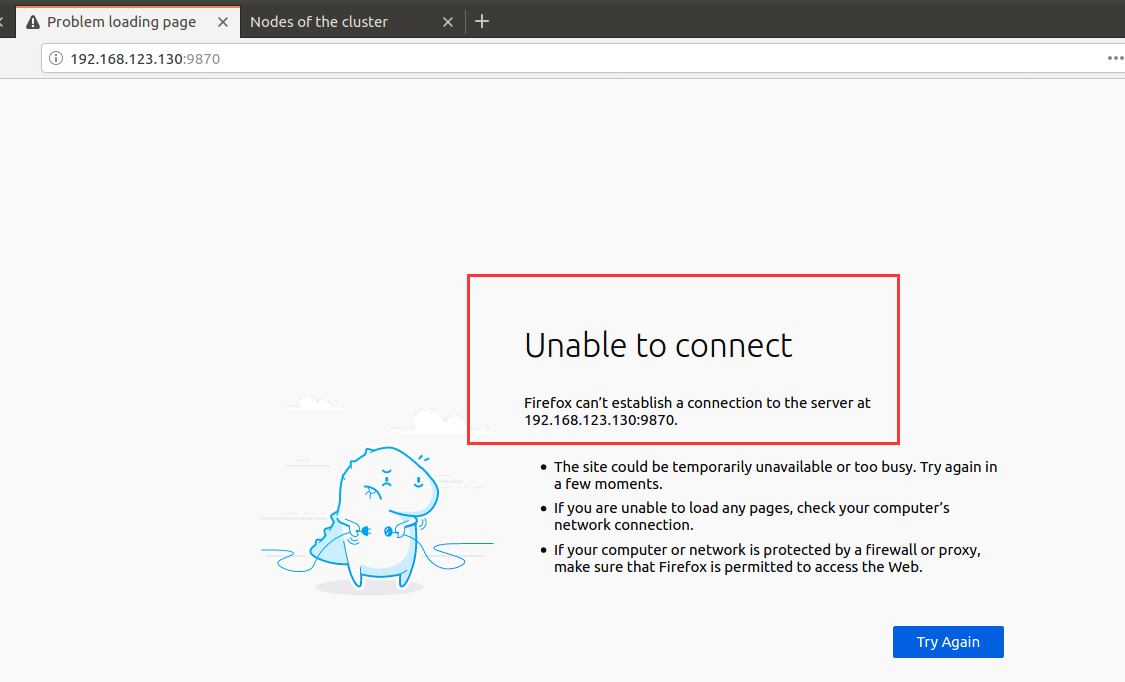 Problem loading page
Nodes of the cluster
192.168.123.130:9870
Unable to connect
Firefox can’t establish a connection to the server at
192.168.123.130:9870.
The site could be temporarily unavailable or too busy. Try again in
a few moments.
If you are unable to load any pages, check your computer’s
network connection.
If your computer or network is protected by a firewall or proxy,
make sure that Firefox is permitted to access the Web.
Try Again